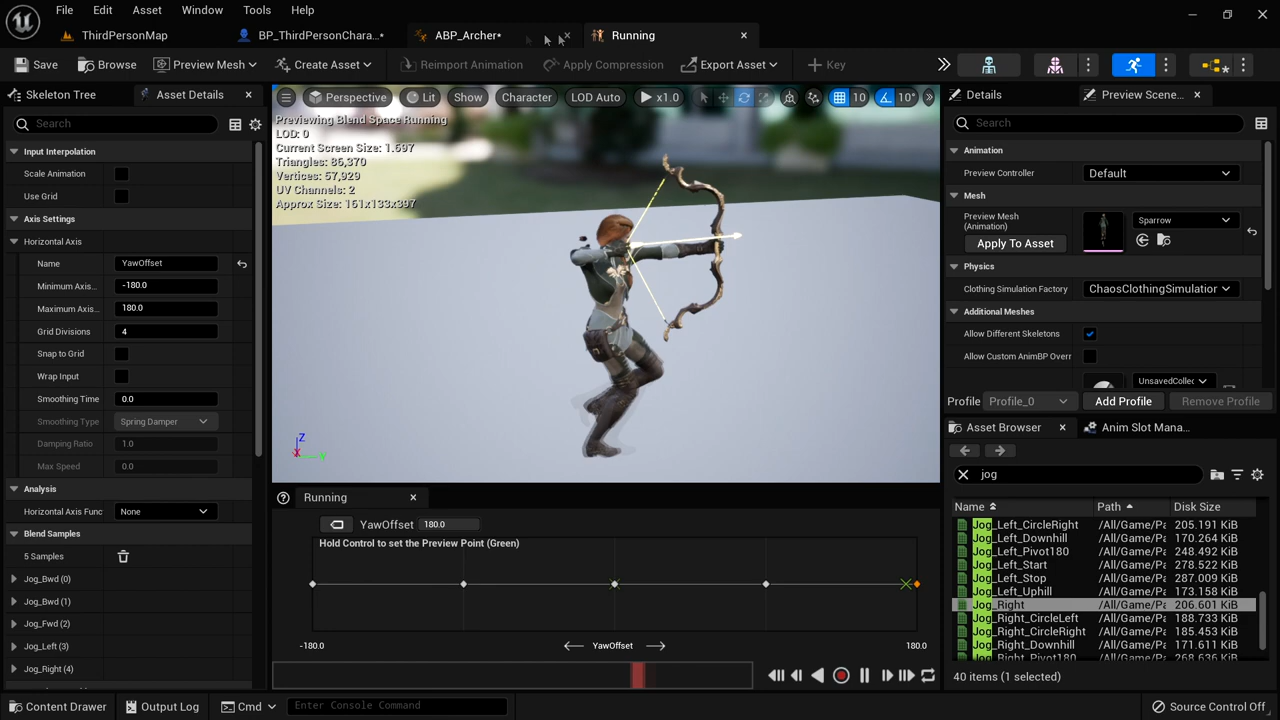 File Edit Asset Window Tools Help
ThirdPersonMap BP_ThirdPersonChara...* ABP_Archer* Running
Save Browse Preview Mesh Create Asset Reimport Animation Apply Compression Export Asset Key
Skeleton Tree Asset Details
Search
Input Interpolation
Scale Animation
Use Grid
Axis Settings
Horizontal Axis
Name YawOffset
Minimum Axis... -180.0
Maximum Axis... 180.0
Grid Divisions 4
Snap to Grid
Wrap Input
Smoothing Time 0.0
Smoothing Type Spring Damper
Damping Ratio 1.0
Max Speed 0.0
Analysis
Horizontal Axis Func None
Blend Samples
5 Samples
Jog_Bwd (0)
Jog_Bwd (1)
Jog_Fwd (2)
Jog_Left (3)
Jog_Right (4)
Perspective Lit Show Character LOD Auto x1.0 10 10°
Previewing Blend Space Running
LOD: 0
Current Screen Size: 1.697
Triangles: 86,370
Vertices: 57,929
UV Channels: 2
Approx Size: 161x133x397
Z
Running
YawOffset 180.0
Hold Control to set the Preview Point (Green)
-180.0 YawOffset 180.0
Details Preview Scene...
Search
Animation
Preview Controller Default
Mesh
Preview Mesh
(Animation)
Sparrow
Apply To Asset
Physics
Clothing Simulation Factory ChaosClothingSimulation
Additional Meshes
Allow Different Skeletons
Allow Custom AnimBP Overr
UnsavedCollec
Profile Profile_0 Add Profile Remove Profile
Asset Browser Anim Slot Mana...
jog
Name Path Disk Size
Jog_Left_CircleRight /All/Game/Pa 205.191 KiB
Jog_Left_Downhill /All/Game/Pa 170.264 KiB
Jog_Left_Pivot180 /All/Game/Pa 248.492 KiB
Jog_Left_Start /All/Game/Pa 278.522 KiB
Jog_Left_Stop /All/Game/Pa 287.009 KiB
Jog_Left_Uphill /All/Game/Pa 173.158 KiB
Jog_Right /All/Game/Pa 206.601 KiB
Jog_Right_CircleLeft /All/Game/Pa 188.733 KiB
Jog_Right_CircleRight /All/Game/Pa 185.453 KiB
Jog_Right_Downhill /All/Game/Pa 171.611 KiB
Jog_Right_Pivot180 /All/Game/Pa 268.636 KiB
40 items (1 selected)
Content Drawer Output Log Cmd Enter Console Command Source Control Off